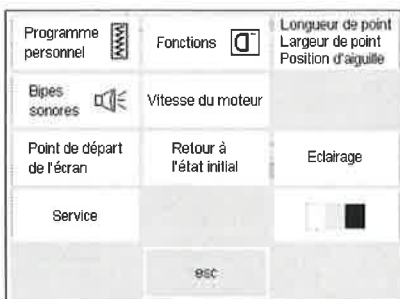 Programme
personnel
Fonctions
Longueur de point
Largeur de point
Position d'aiguille
Bipes
sonores
Vitesse du moteur
Point de départ
de l'écran
Retour à
l'état initial
Eclairage
Service
esc